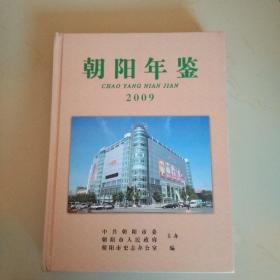 朝阳年鉴
CHAO YANG NIAN JIAN
2009
中共朝阳市委
朝阳市人民政府 主办
朝阳市史志办公室 编